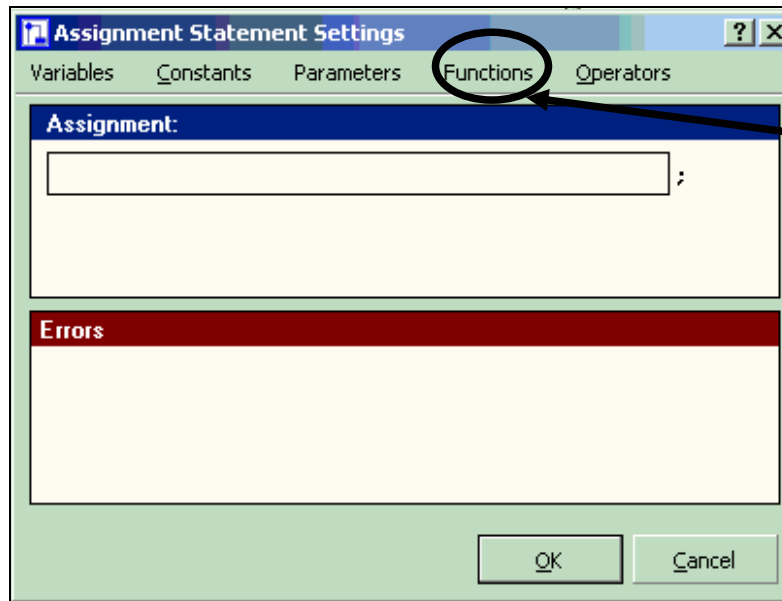 Assignment Statement Settings ? ×
Variables Constants Parameters Functions Operators
Assignment:
;
Errors
OK Cancel